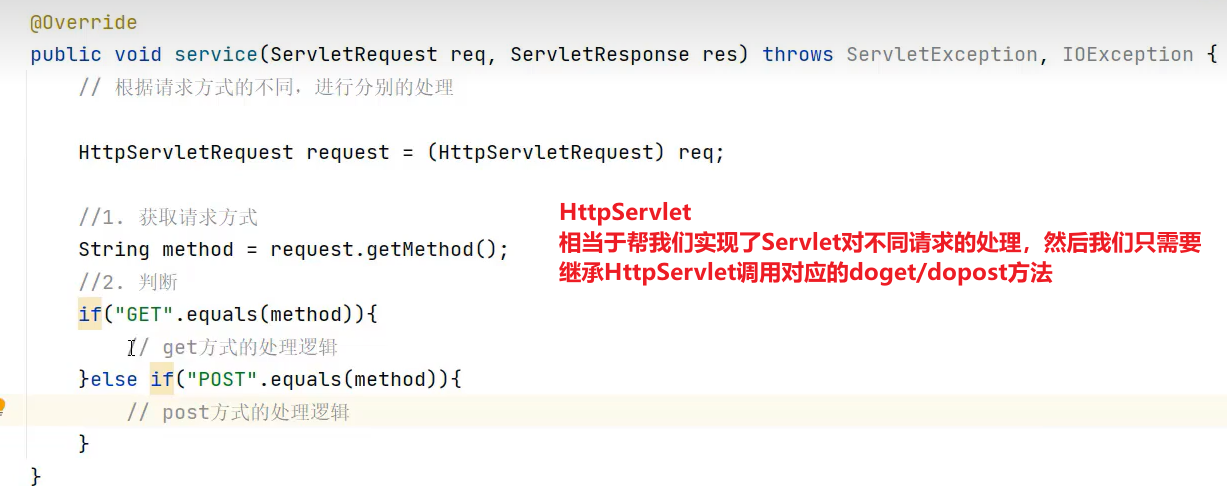 @Override
public void service(ServletRequest req, ServletResponse res) throws ServletException, IOException {
// 根据请求方式的不同，进行分别的处理
HttpServletRequest request = (HttpServletRequest) req;
//1. 获取请求方式
String method = request.getMethod();
//2. 判断
if("GET".equals(method)){
// get方式的处理逻辑
}else if("POST".equals(method)){
// post方式的处理逻辑
}
}
HttpServlet
相当于帮我们实现了Servlet对不同请求的处理，然后我们只需要
继承HttpServlet调用对应的doget/dopost方法